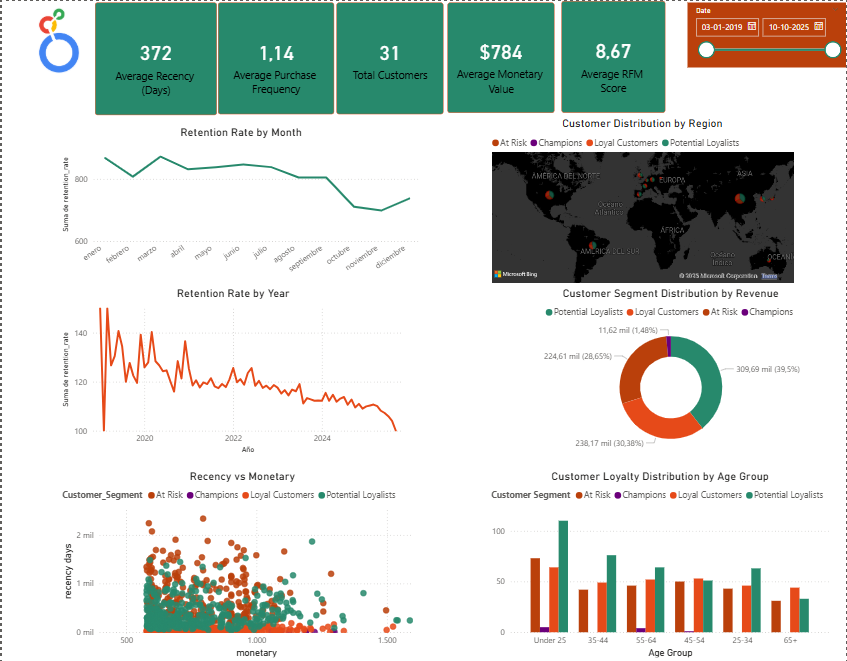 372
Average Recency
(Days)
1,14
Average Purchase
Frequency
31
Total Customers
$784
Average Monetary
Value
8,67
Average RFM
Score
Date
03-01-2019
10-10-2025
Retention Rate by Month
Suma de retention_rate
800
600
enero
febrero
marzo
abril
mayo
junio
julio
agosto
septiembre
octubre
noviembre
diciembre
Customer Distribution by Region
At Risk Champions Loyal Customers Potential Loyalists
AMÉRICA DEL NORTE
EUROPA
ASIA
Océano
Atlántico
ÁFRICA
AMÉRICA DEL SUR
Océano
Índico
OCEANÍ
Microsoft Bing
© 2025 Microsoft Corporation Terms
Retention Rate by Year
Suma de retention_rate
140
120
100
2020
2022
2024
Año
Customer Segment Distribution by Revenue
Potential Loyalists Loyal Customers At Risk Champions
11,62 mil (1,48%)
224,61 mil (28,65%)
309,69 mil (39,5%)
238,17 mil (30,38%)
Recency vs Monetary
Customer_Segment At Risk Champions Loyal Customers Potential Loyalists
recency days
2 mil
1 mil
0 mil
500
1.000
1.500
monetary
Customer Loyalty Distribution by Age Group
Customer Segment At Risk Champions Loyal Customers Potential Loyalists
100
50
0
Under 25
35-44
55-64
45-54
25-34
65+
Age Group